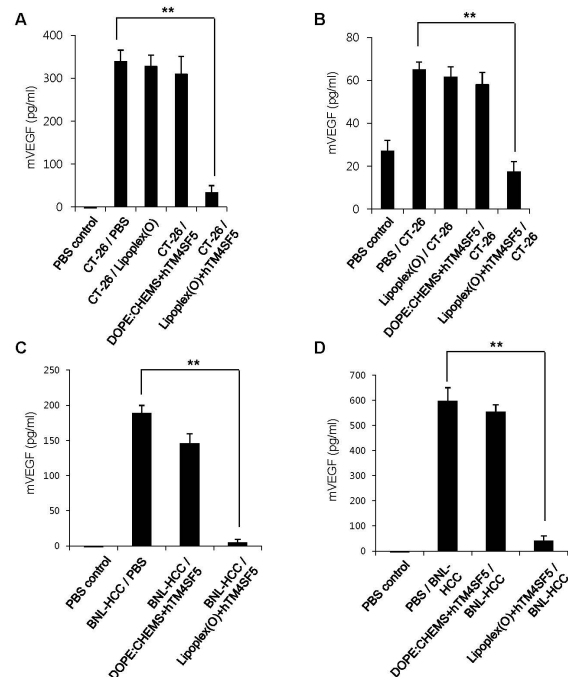 A
**
mVEGF (pg/ml)
400
300
200
100
0
PBS control
CT-26 / PBS
CT-26 / Lipoplex(O)
CT-26 /
DOPE:CHEMS+hTM4SF5
CT-26 /
Lipoplex(O)+hTM4SF5
B
**
mVEGF (pg/ml)
80
60
40
20
0
PBS control
PBS / CT-26
Lipoplex(O) / CT-26
DOPE:CHEMS+hTM4SF5 /
CT-26
Lipoplex(O)+hTM4SF5 /
CT-26
C
**
mVEGF (pg/ml)
250
200
150
100
50
0
PBS control
BNL-HCC / PBS
BNL-HCC /
DOPE:CHEMS+hTM4SF5
BNL-HCC /
Lipoplex(O)+hTM4SF5
D
**
mVEGF (pg/ml)
700
600
500
400
300
200
100
0
PBS control
PBS / BNL-
HCC
DOPE:CHEMS+hTM4SF5 /
BNL-HCC
Lipoplex(O)+hTM4SF5 /
BNL-HCC